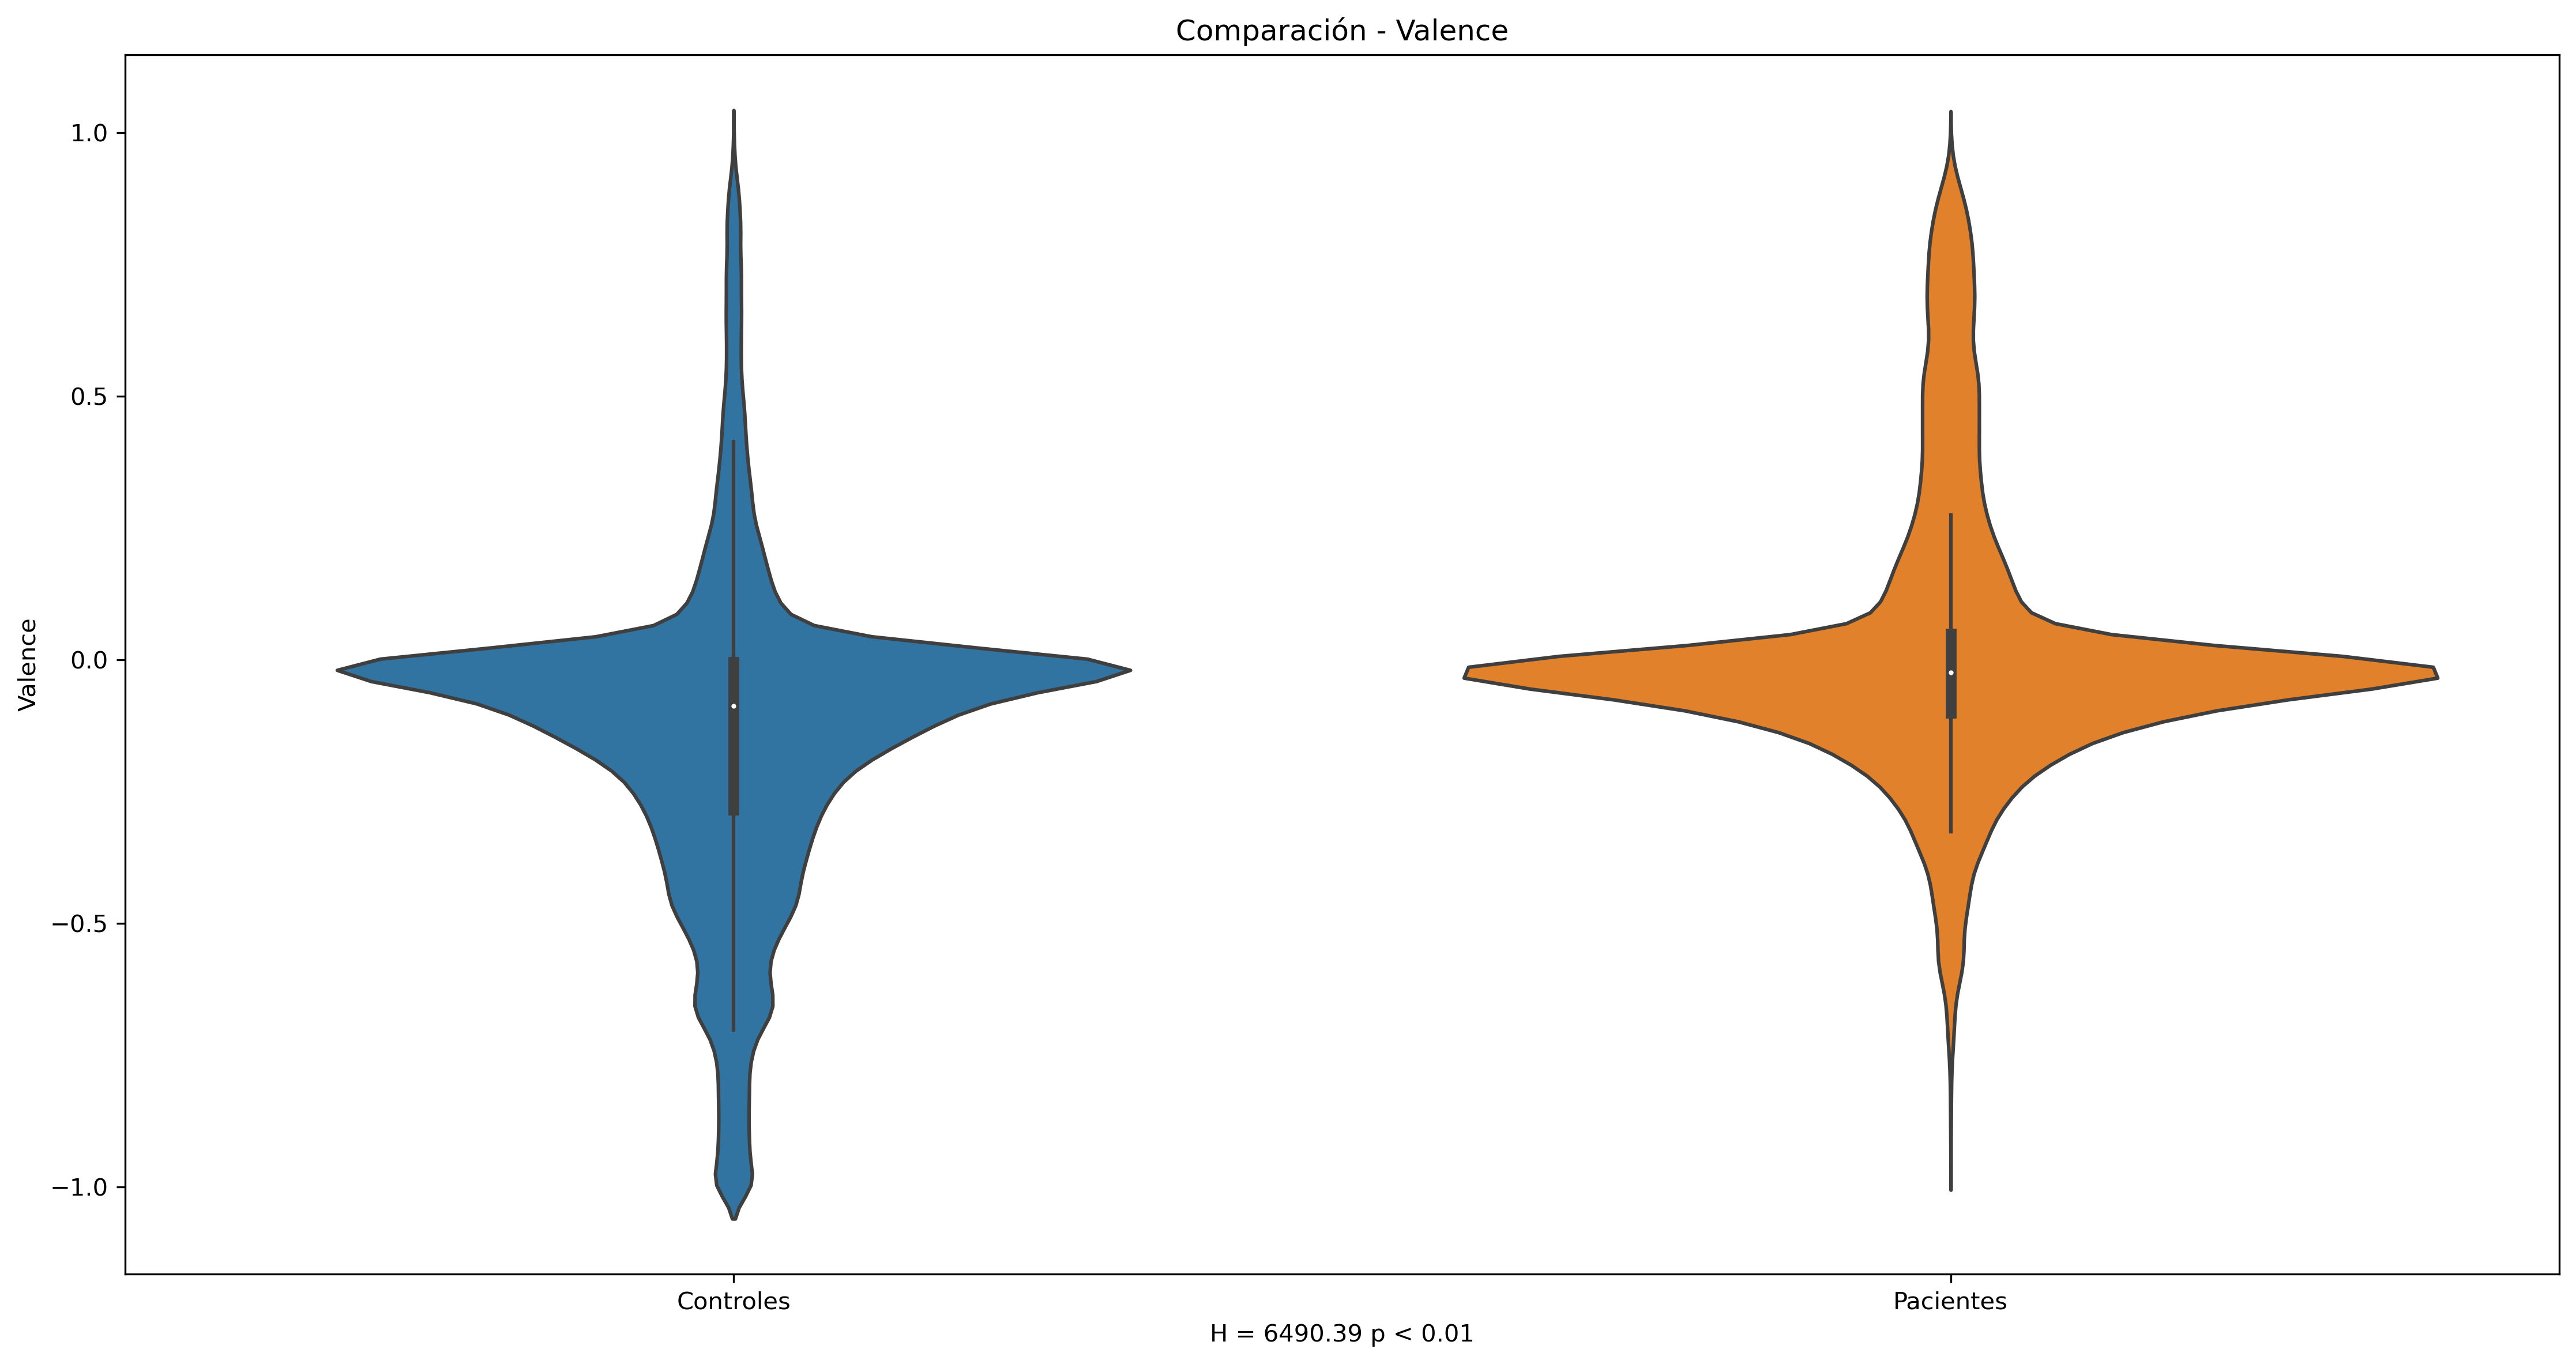 Comparación - Valence
1.0
0.5
0.0
−0.5
−1.0
Valence
Controles
Pacientes
H = 6490.39 p < 0.01